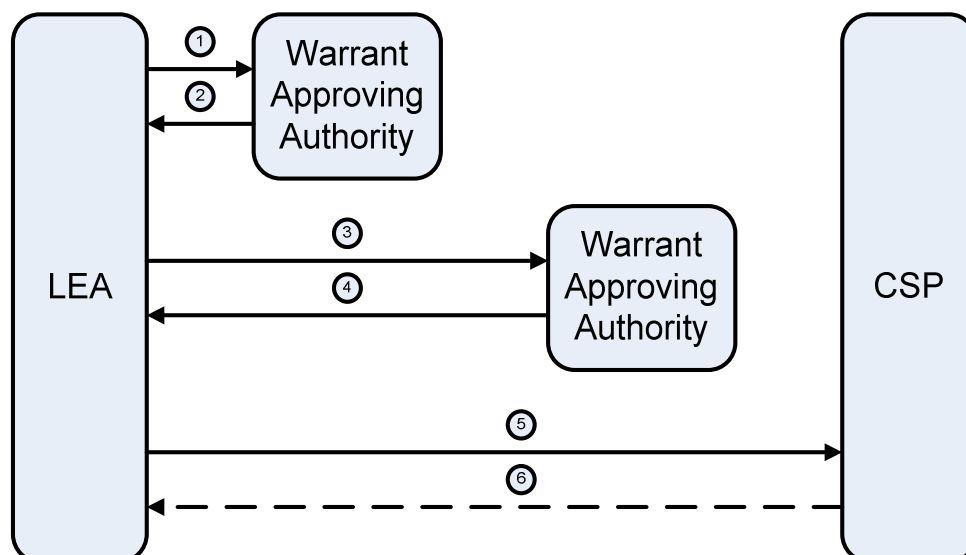 1
Warrant
Approving
Authority
2
3
Warrant
Approving
Authority
4
LEA
CSP
5
6